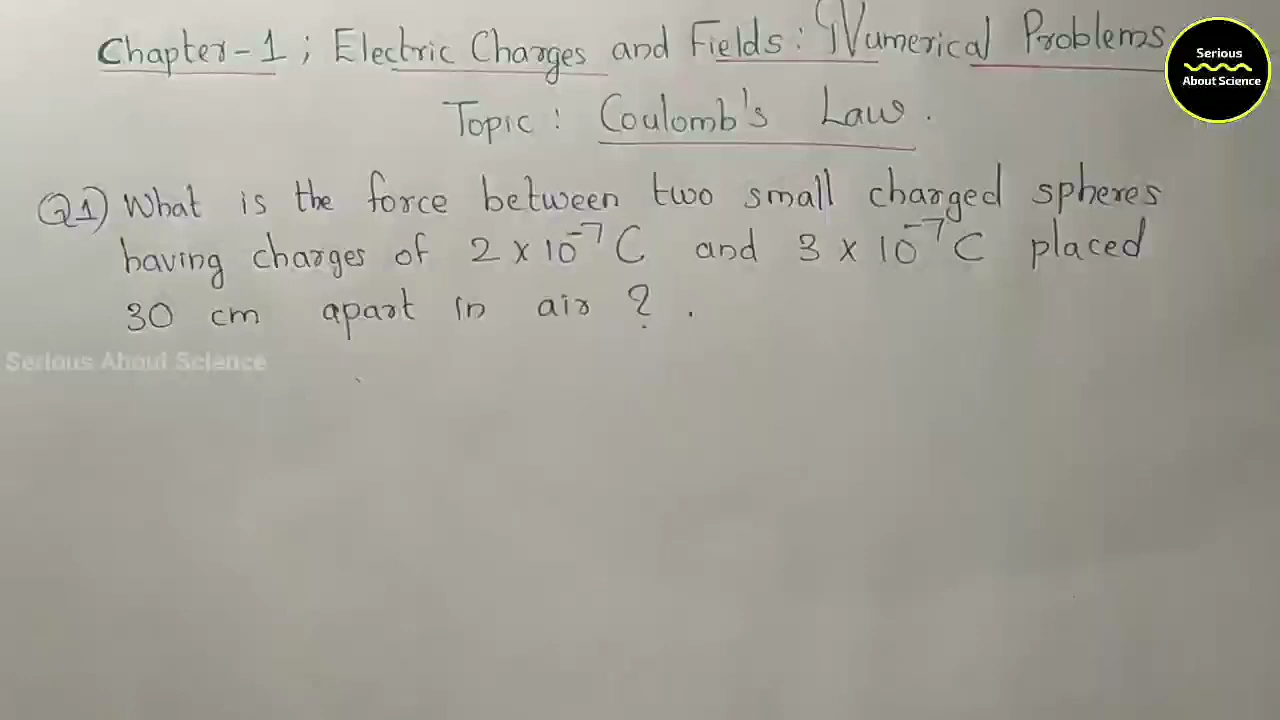 Chapter-1 ; Electric Charges and Fields : Numerical Problems
Serious
About Science
Topic : Coulomb's Law .
Q1) What is the force between two small charged spheres
having charges of 2 x 10⁻⁷ C and 3 x 10⁻⁷ C placed
30 cm apart in air ? .
Serious About Science